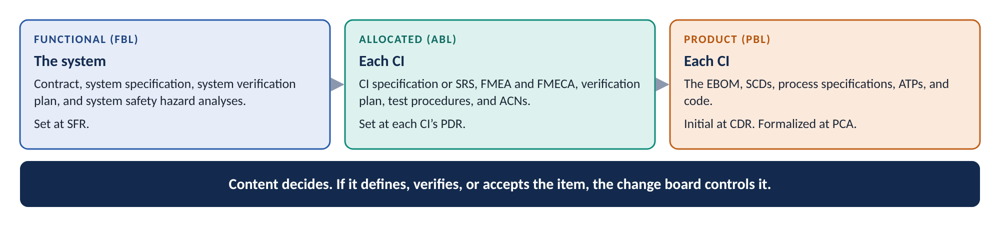 FUNCTIONAL (FBL)
The system
Contract, system specification, system verification
plan, and system safety hazard analyses.
Set at SFR.
ALLOCATED (ABL)
Each CI
CI specification or SRS, FMEA and FMECA, verification
plan, test procedures, and ACNs.
Set at each CI’s PDR.
PRODUCT (PBL)
Each CI
The EBOM, SCDs, process specifications, ATPs, and
code.
Initial at CDR. Formalized at PCA.
Content decides. If it defines, verifies, or accepts the item, the change board controls it.